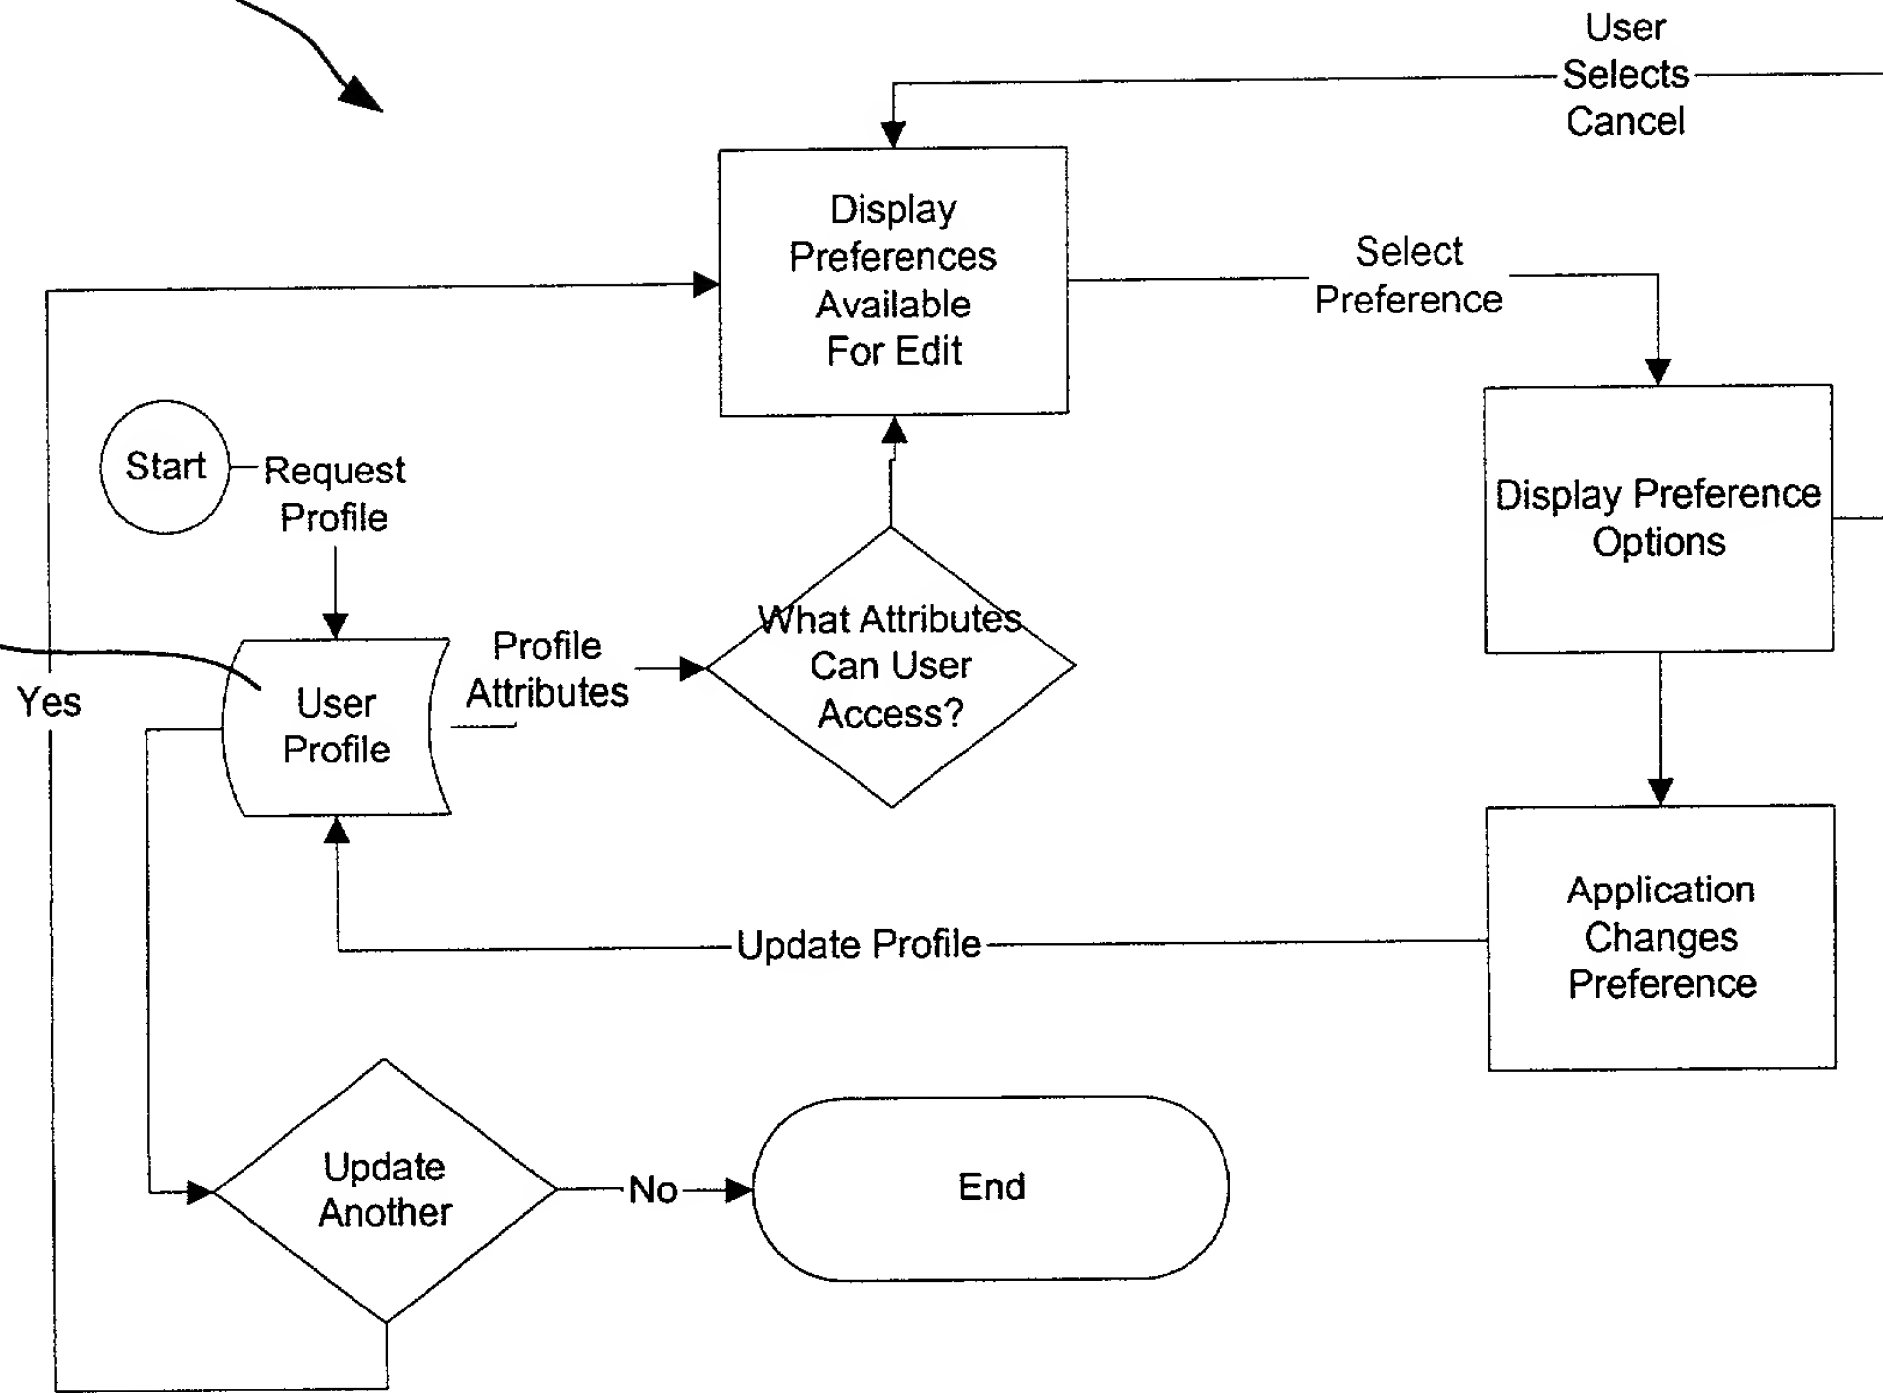 User
Selects
Cancel
Display
Preferences
Available
For Edit
Select
Preference
Start
Request
Profile
Display Preference
Options
What Attributes
Can User
Access?
Profile
Attributes
User
Profile
Yes
Application
Changes
Preference
Update Profile
Update
Another
No
End